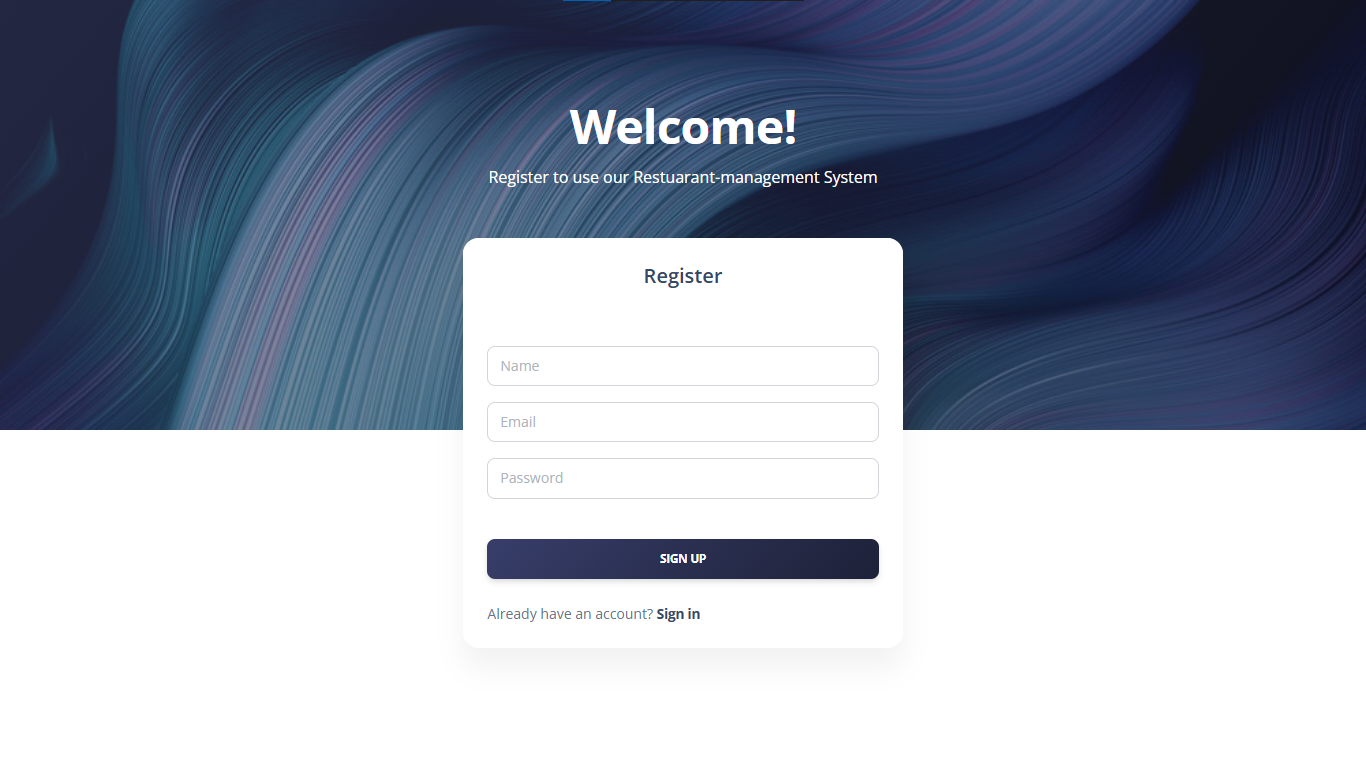 Welcome!
Register to use our Restuarant-management System
Register
Name
Email
Password
SIGN UP
Already have an account? Sign in